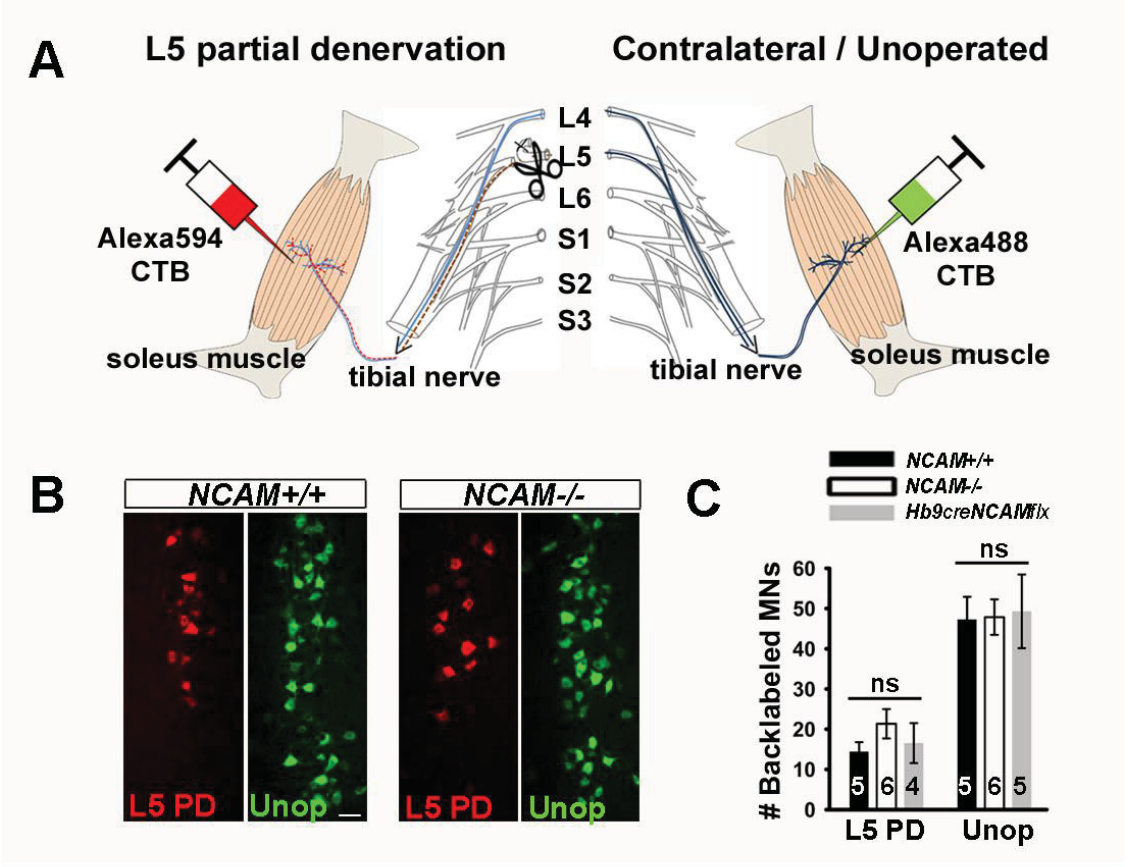 A
L5 partial denervation
Contralateral / Unoperated
L4
L5
L6
S1
S2
S3
Alexa594
CTB
soleus muscle
tibial nerve
Alexa488
CTB
soleus muscle
tibial nerve
B
NCAM+/+
NCAM-/-
L5 PD
Unop
L5 PD
Unop
C
NCAM+/+
NCAM-/-
Hb9creNCAMflx
# Backlabeled MNs
60
50
40
30
20
10
0
ns
ns
5
6
4
5
6
5
L5 PD
Unop